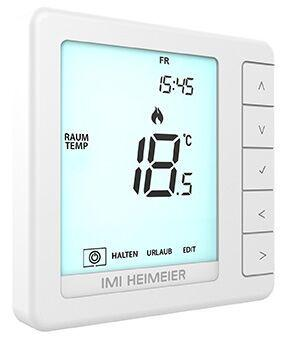 FR
15:45
RAUM
TEMP
18.5 °C
HALTEN URLAUB EDIT
IMI HEIMEIER